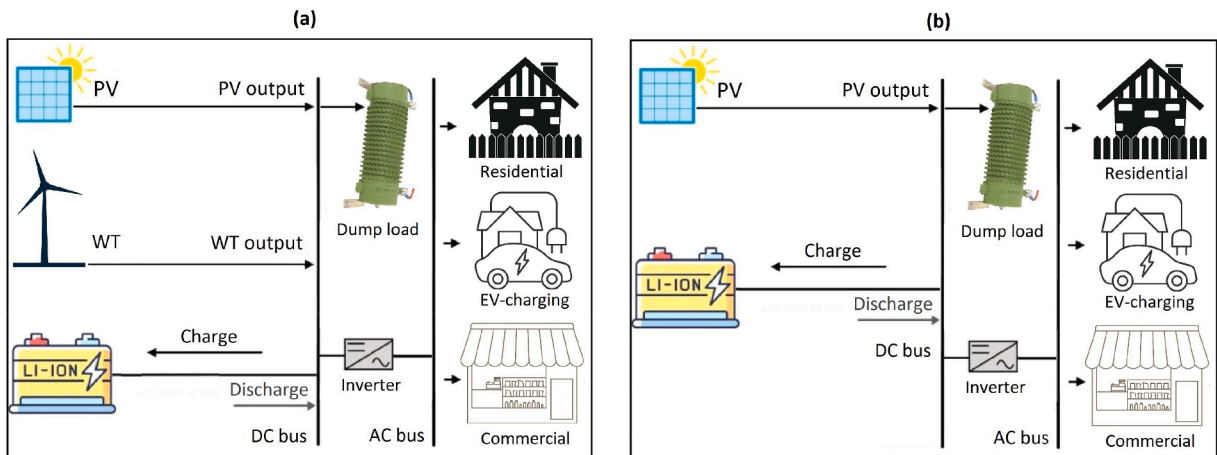 (a)
PV
PV output
Residential
Dump load
WT
WT output
EV-charging
Charge
LI-ION
Discharge
Inverter
DC bus
AC bus
Commercial
(b)
PV
PV output
Residential
Dump load
Charge
LI-ION
Discharge
EV-charging
DC bus
Inverter
AC bus
Commercial